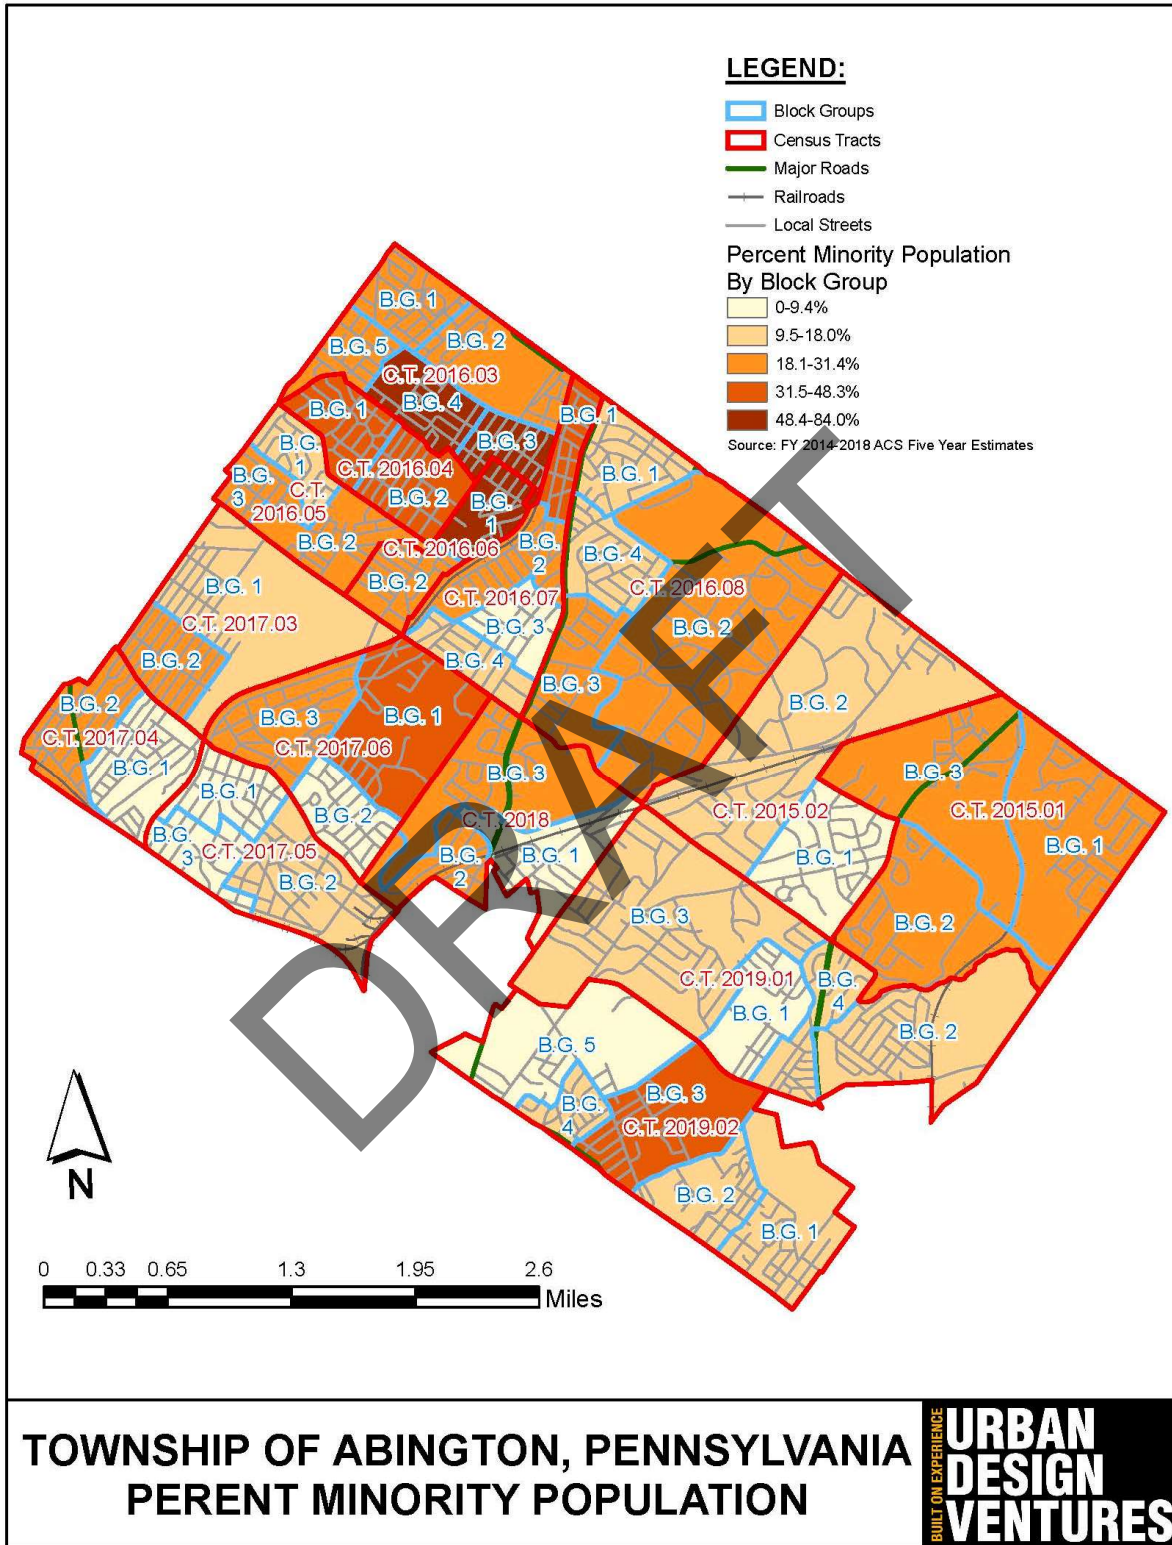 LEGEND:
Block Groups
Census Tracts
Major Roads
Railroads
Local Streets
Percent Minority Population
By Block Group
0-9.4%
9.5-18.0%
18.1-31.4%
31.5-48.3%
48.4-84.0%
Source: FY 2014-2018 ACS Five Year Estimates
B.G. 1
B.G. 2
B.G. 5
C.T. 2016.03
B.G. 4
B.G. 3
B.G. 1
B.G. 1
B.G. 1
B.G.
1
C.T. 2016.04
B.G.
3
C.T.
2016.05
B.G. 2
B.G.
1
B.G. 2
C.T. 2016.06
B.G. 2
B.G.
2
B.G. 4
C.T. 2016.07
C.T. 2016.08
B.G. 1
C.T. 2017.03
B.G. 3
B.G. 2
B.G. 4
B.G. 2
B.G. 3
B.G. 2
B.G. 3
B.G. 1
B.G. 2
C.T. 2017.04
C.T. 2017.06
B.G. 1
B.G. 3
B.G. 3
B.G. 1
B.G. 2
C.T. 2018
C.T. 2015.02
C.T. 2015.01
B.G.
3
C.T. 2017.05
B.G.
2
B.G. 1
B.G. 1
B.G. 1
B.G. 2
B.G. 3
B.G. 2
C.T. 2019.01
B.G. 1
B.G.
4
B.G. 2
B.G. 5
B.G. 3
B.G.
4
C.T. 2019.02
B.G. 2
B.G. 1
DRAFT
N
0 0.33 0.65 1.3 1.95 2.6
Miles
TOWNSHIP OF ABINGTON, PENNSYLVANIA
PERENT MINORITY POPULATION
BUILT ON EXPERIENCE
URBAN
DESIGN
VENTURES